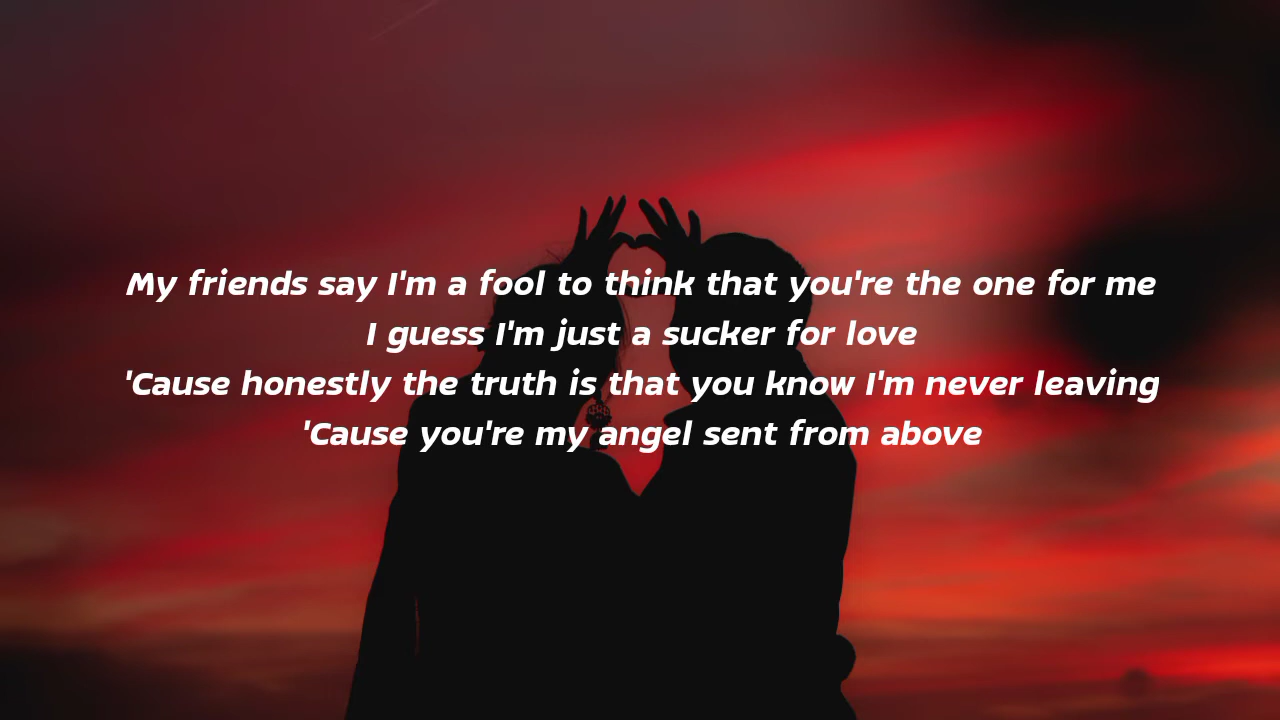 My friends say I'm a fool to think that you're the one for me
I guess I'm just a sucker for love
'Cause honestly the truth is that you know I'm never leaving
'Cause you're my angel sent from above